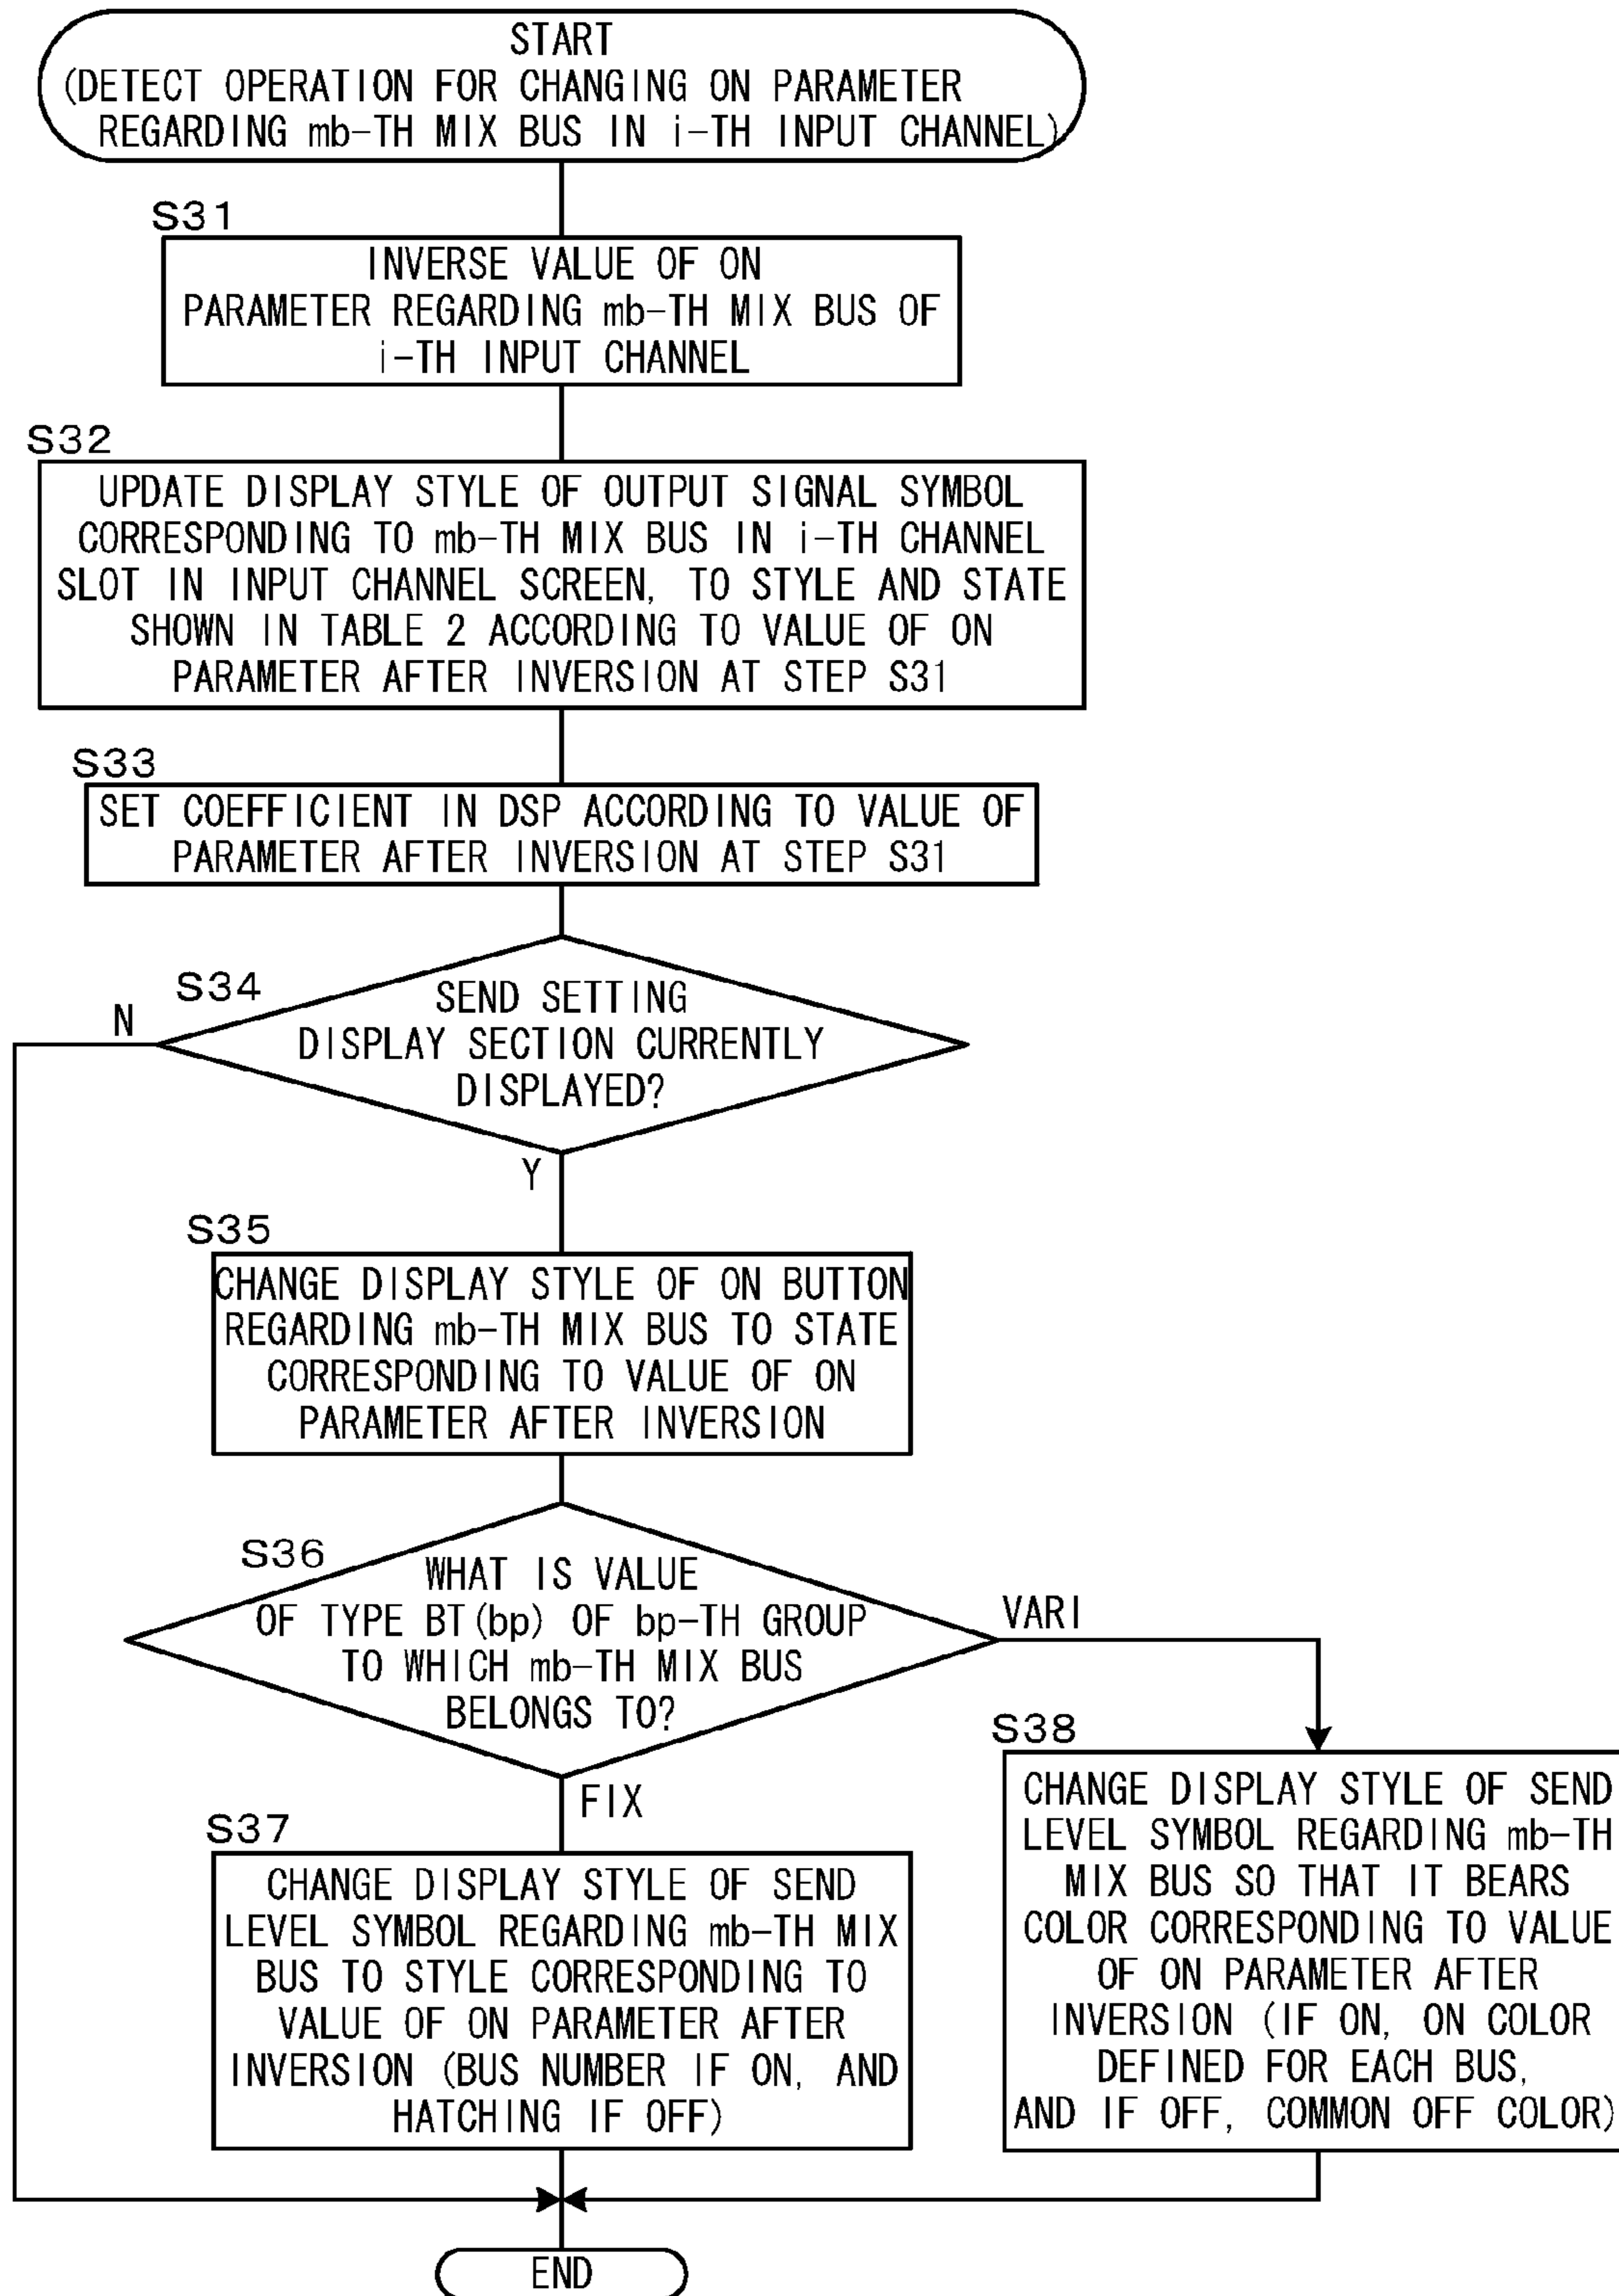 START
(DETECT OPERATION FOR CHANGING ON PARAMETER
REGARDING mb-TH MIX BUS IN i-TH INPUT CHANNEL)
S31
INVERSE VALUE OF ON
PARAMETER REGARDING mb-TH MIX BUS OF
i-TH INPUT CHANNEL
S32
UPDATE DISPLAY STYLE OF OUTPUT SIGNAL SYMBOL
CORRESPONDING TO mb-TH MIX BUS IN i-TH CHANNEL
SLOT IN INPUT CHANNEL SCREEN, TO STYLE AND STATE
SHOWN IN TABLE 2 ACCORDING TO VALUE OF ON
PARAMETER AFTER INVERSION AT STEP S31
S33
SET COEFFICIENT IN DSP ACCORDING TO VALUE OF
PARAMETER AFTER INVERSION AT STEP S31
S34
N
SEND SETTING
DISPLAY SECTION CURRENTLY
DISPLAYED?
Y
S35
CHANGE DISPLAY STYLE OF ON BUTTON
REGARDING mb-TH MIX BUS TO STATE
CORRESPONDING TO VALUE OF ON
PARAMETER AFTER INVERSION
S36
WHAT IS VALUE
OF TYPE BT(bp) OF bp-TH GROUP
TO WHICH mb-TH MIX BUS
BELONGS TO?
VARI
FIX
S37
CHANGE DISPLAY STYLE OF SEND
LEVEL SYMBOL REGARDING mb-TH MIX
BUS TO STYLE CORRESPONDING TO
VALUE OF ON PARAMETER AFTER
INVERSION (BUS NUMBER IF ON, AND
HATCHING IF OFF)
S38
CHANGE DISPLAY STYLE OF SEND
LEVEL SYMBOL REGARDING mb-TH
MIX BUS SO THAT IT BEARS
COLOR CORRESPONDING TO VALUE
OF ON PARAMETER AFTER
INVERSION (IF ON, ON COLOR
DEFINED FOR EACH BUS,
AND IF OFF, COMMON OFF COLOR)
END